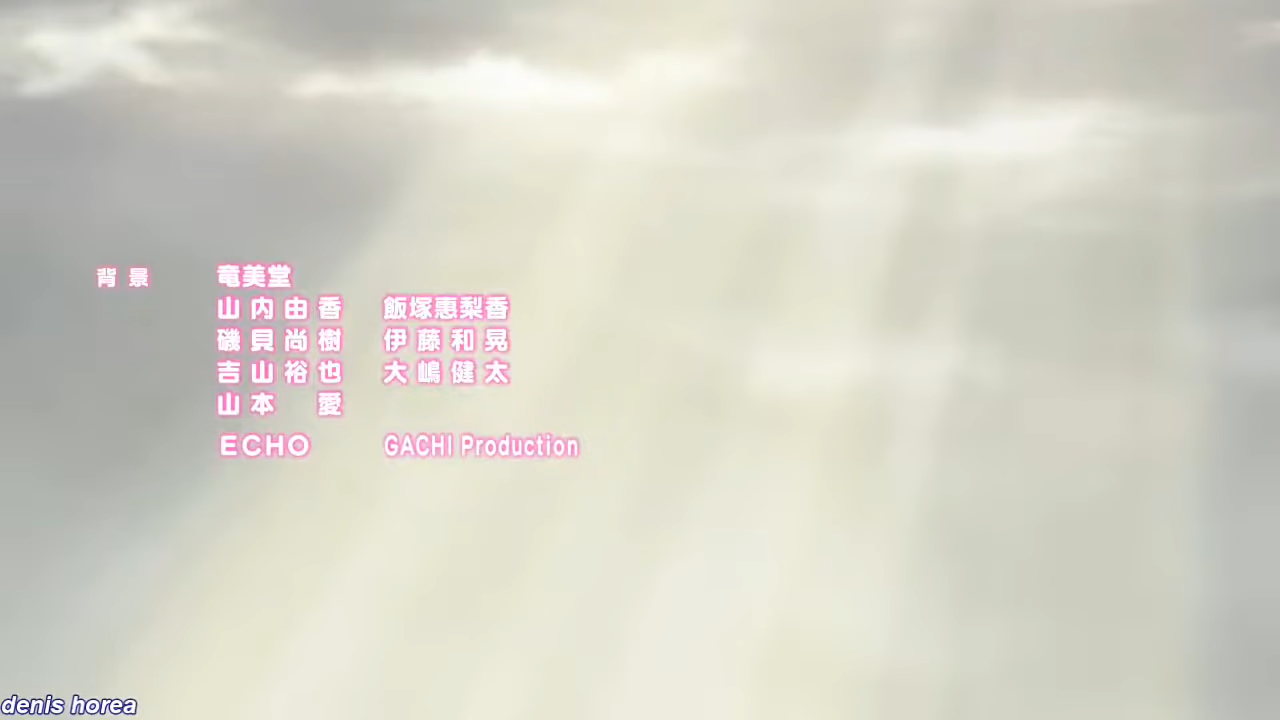 背景 竜美堂
山内由香 飯塚恵梨香
磯貝尚樹 伊藤和晃
吉山裕也 大嶋健太
山本 愛
ECHO GACHI Production
denis horea